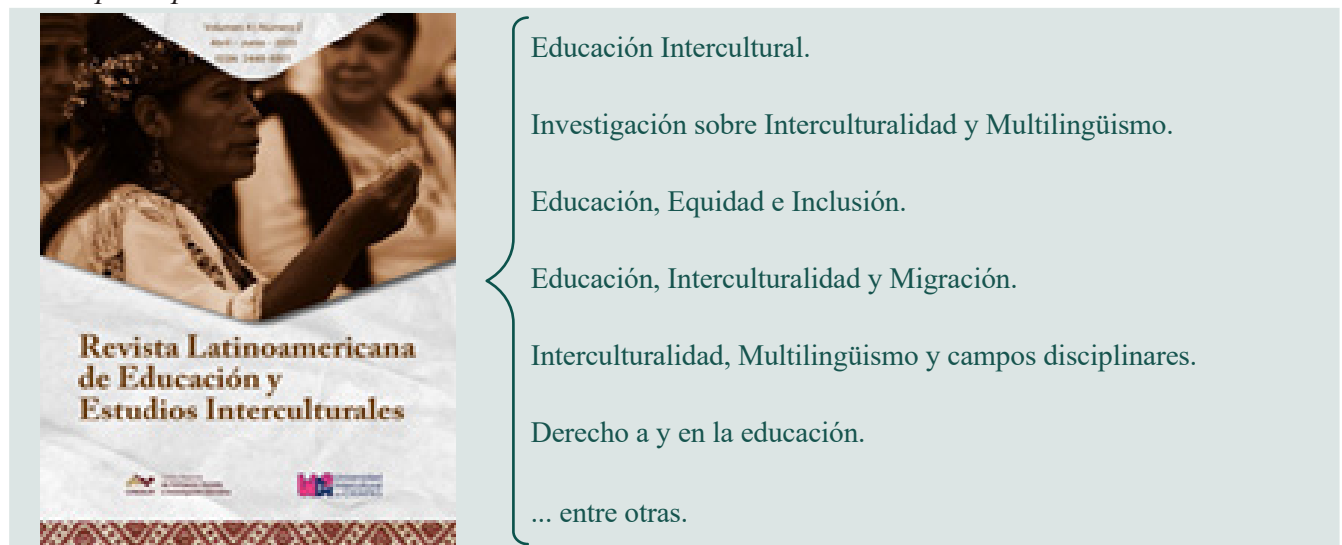 Revista Latinoamericana
de Educación y
Estudios Interculturales
Educación Intercultural.
Investigación sobre Interculturalidad y Multilingüismo.
Educación, Equidad e Inclusión.
Educación, Interculturalidad y Migración.
Interculturalidad, Multilingüismo y campos disciplinares.
Derecho a y en la educación.
... entre otras.